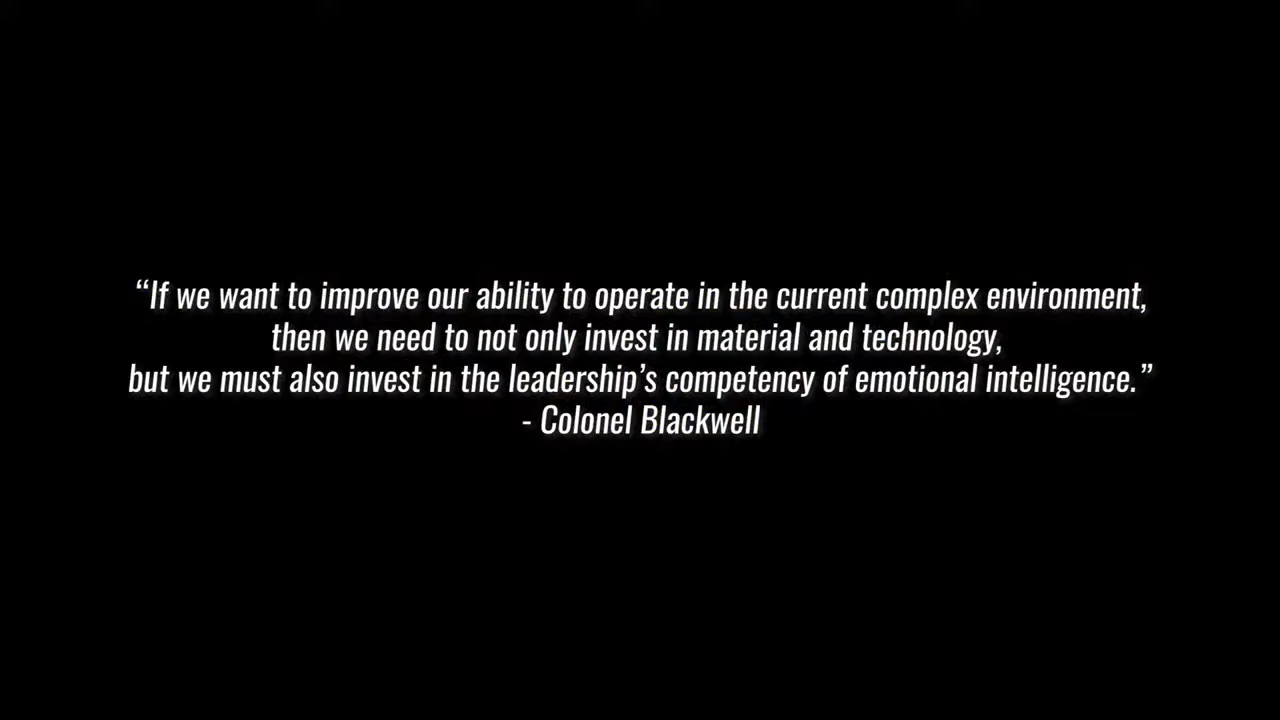 “If we want to improve our ability to operate in the current complex environment,
then we need to not only invest in material and technology,
but we must also invest in the leadership’s competency of emotional intelligence.”
- Colonel Blackwell